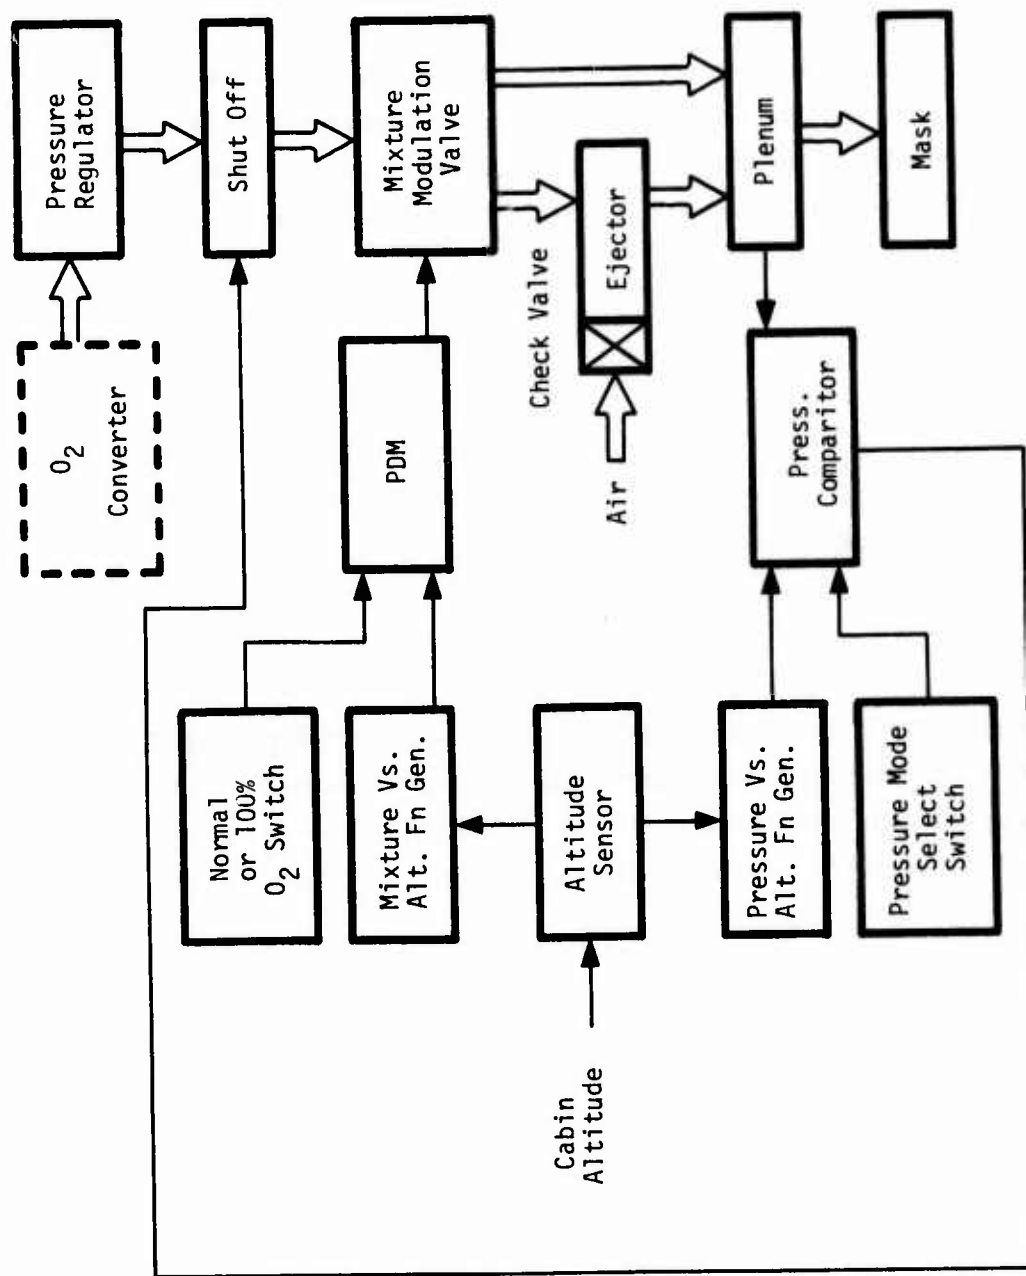 Pressure
Regulator
Shut Off
Mixture
Modulation
Valve
Plenum
Mask
Check Valve
Ejector
O2
Converter
PDM
Air
Press.
Comparitor
Normal
or 100%
O2 Switch
Mixture Vs.
Alt. Fn Gen.
Altitude
Sensor
Pressure Vs.
Alt. Fn Gen.
Pressure Mode
Select
Switch
Cabin
Altitude